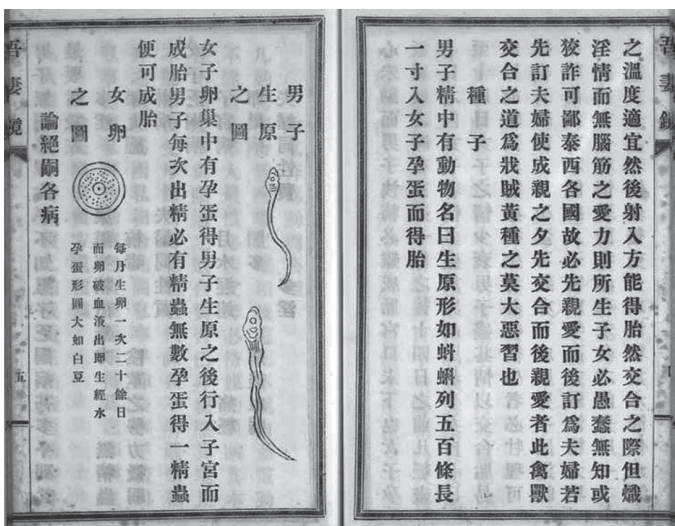 吾妻鏡
之溫度適宜然後射入方能得胎然交合之際但熾
淫情而無腦筋之愛力則所生子女必愚蠢無知或
狡詐可鄙泰西各國故必先親愛而後訂爲夫婦若
先訂夫婦使成親之夕先交合而後親愛者此禽獸
交合之道爲戕賊黃種之莫大惡習也
種子
男子精中有動物名曰生原形如蝌蝌列五百條長
一寸入女子孕蛋而得胎
男子
生原
之圖
女子卵巢中有孕蛋得男子生原之後行入子宮而
成胎男子每次出精必有精蟲無數孕蛋得一精蟲
便可成胎
女卵
之圖
每月生卵一次二十餘日
而卵破血液出卽生經水
孕蛋形圓大如白豆
論絕嗣各病
吾妻鏡
五